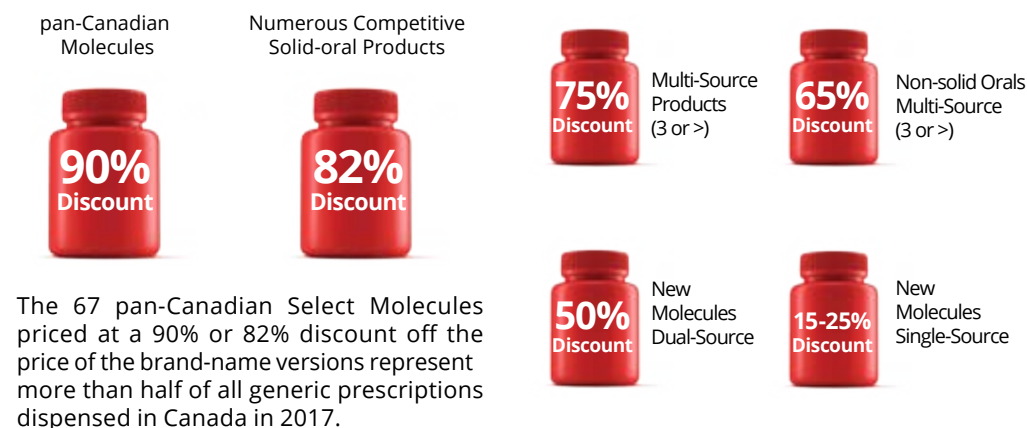 pan-Canadian
Molecules
90%
Discount
Numerous Competitive
Solid-oral Products
82%
Discount
The 67 pan-Canadian Select Molecules
priced at a 90% or 82% discount off the
price of the brand-name versions represent
more than half of all generic prescriptions
dispensed in Canada in 2017.
75%
Discount
Multi-Source
Products
(3 or >)
65%
Discount
Non-solid Orals
Multi-Source
(3 or >)
50%
Discount
New
Molecules
Dual-Source
15-25%
Discount
New
Molecules
Single-Source